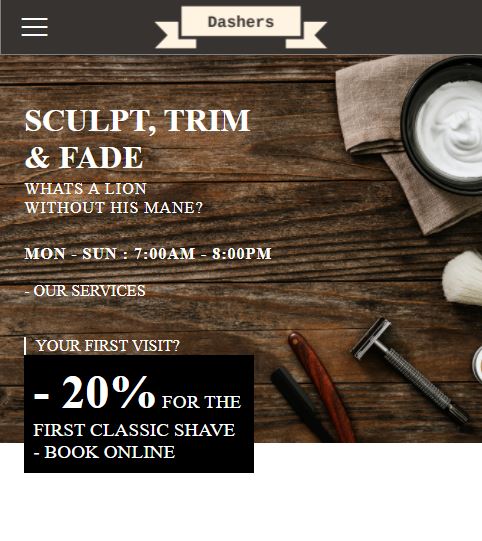 Dashers
SCULPT, TRIM
& FADE
WHATS A LION
WITHOUT HIS MANE?
MON - SUN : 7:00AM - 8:00PM
- OUR SERVICES
YOUR FIRST VISIT?
- 20% FOR THE
FIRST CLASSIC SHAVE
- BOOK ONLINE